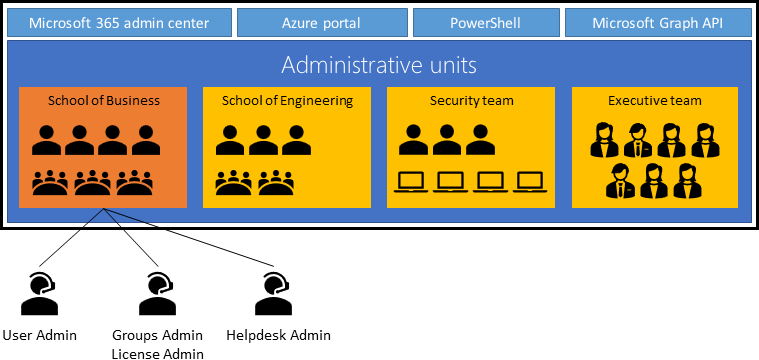 Microsoft 365 admin center
Azure portal
PowerShell
Microsoft Graph API
Administrative units
School of Business
School of Engineering
Security team
Executive team
User Admin
Groups Admin
License Admin
Helpdesk Admin